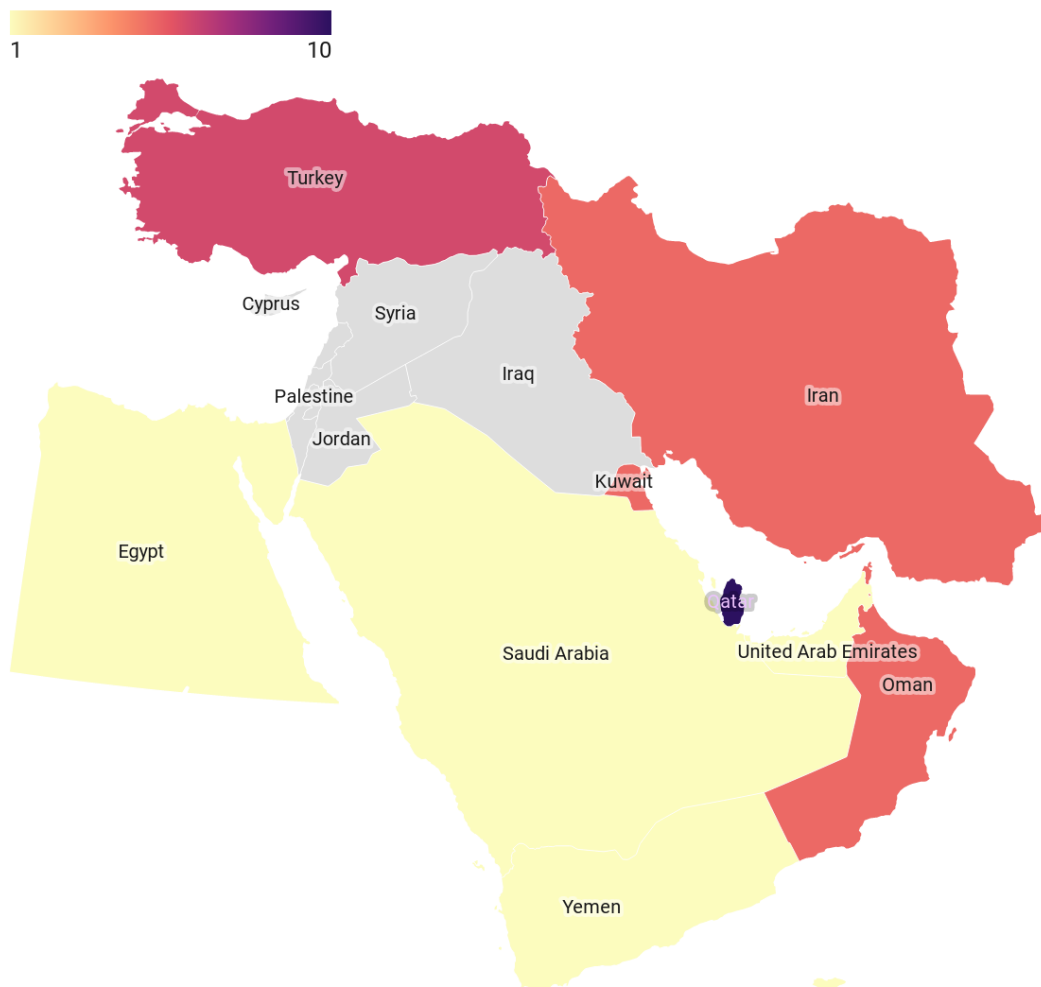 1
10
Turkey
Cyprus
Syria
Iraq
Palestine
Iran
Jordan
Kuwait
Egypt
Qatar
Saudi Arabia
United Arab Emirates
Oman
Yemen